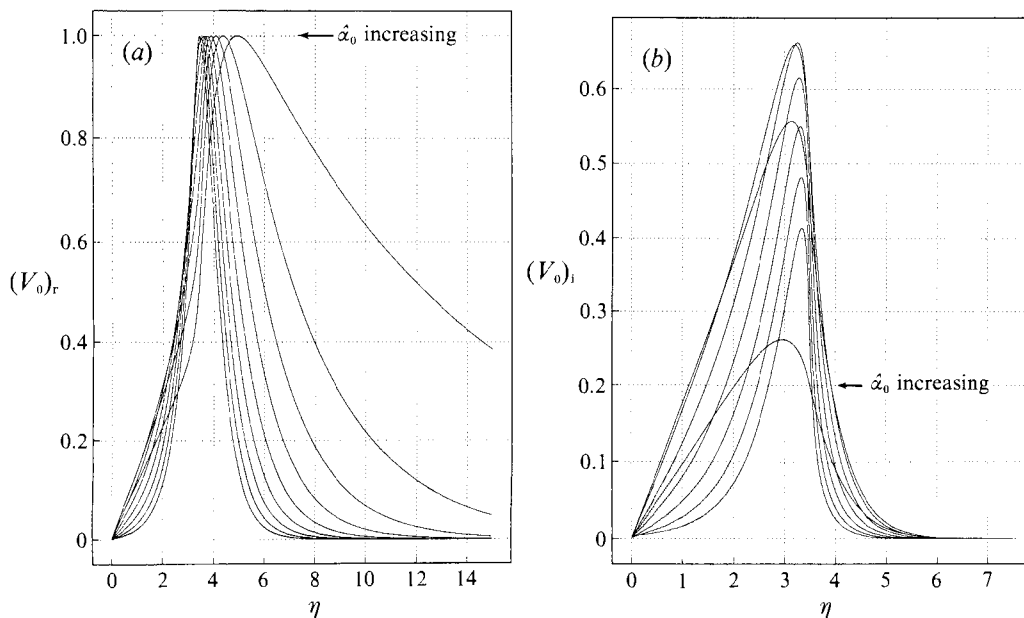 (a)
α̂₀ increasing
1.0
0.8
0.6
0.4
0.2
0
(V₀)ᵣ
0 2 4 6 8 10 12 14
η
(b)
0.6
0.5
0.4
0.3
0.2
0.1
0
(V₀)ᵢ
α̂₀ increasing
0 1 2 3 4 5 6 7
η